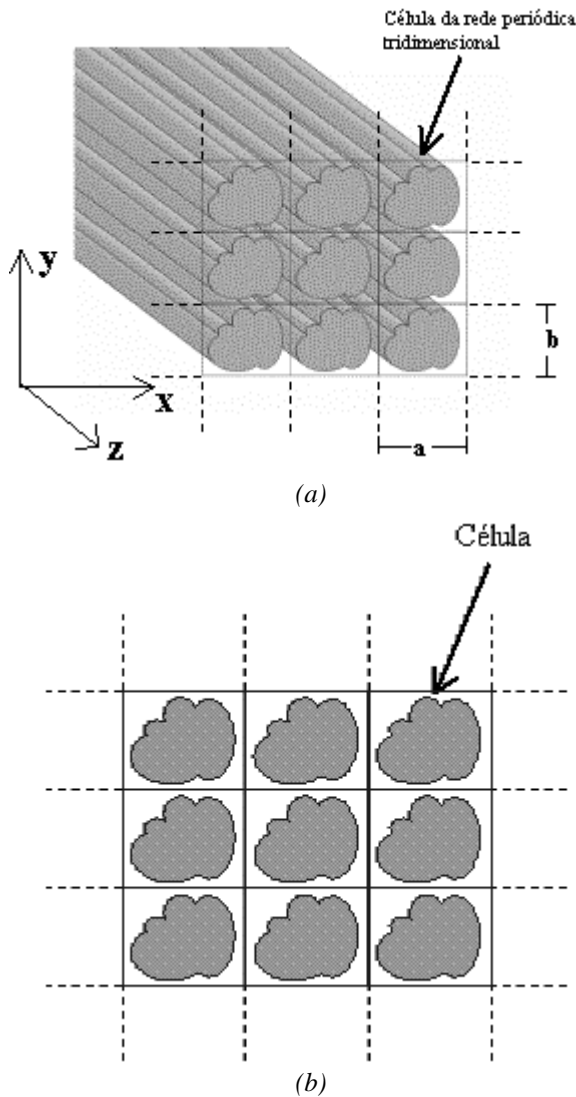 Célula da rede periódica
tridimensional
y
b
x
z
a
(a)
Célula
(b)